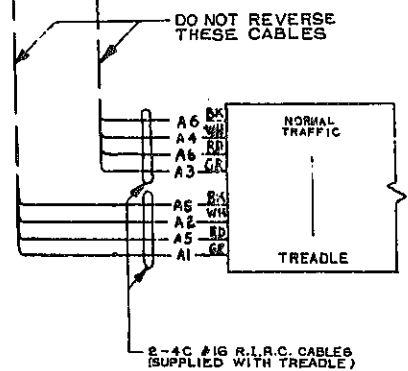 DO NOT REVERSE
THESE CABLES
A6 BK
A4 WH
A6 RD
A3 GR
A5 BK
A2 WH
A5 RD
A1 GR
NORMAL
TRAFFIC
TREADLE
2-4C #16 R.I.R.C. CABLES
(SUPPLIED WITH TREADLE)